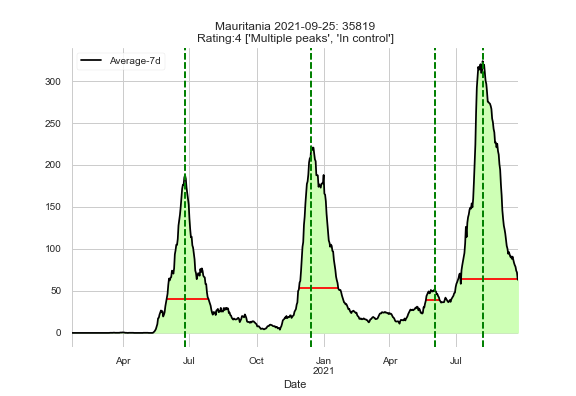 Mauritania 2021-09-25: 35819
Rating:4 ['Multiple peaks', 'In control']
Average-7d
300
250
200
150
100
50
0
Apr Jul Oct Jan Apr Jul
2021
Date